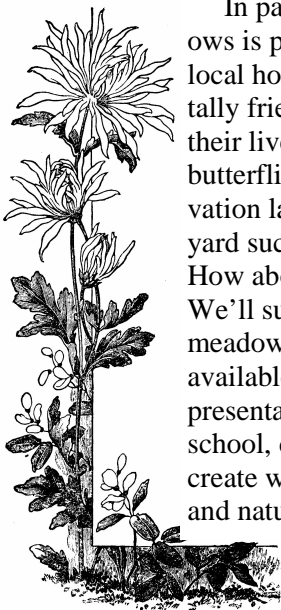 In pa
ows is p
local ho
tally frie
their live
butterfli
vation la
yard suc
How abo
We’ll su
meadow
available
presenta
school, o
create w
and natu